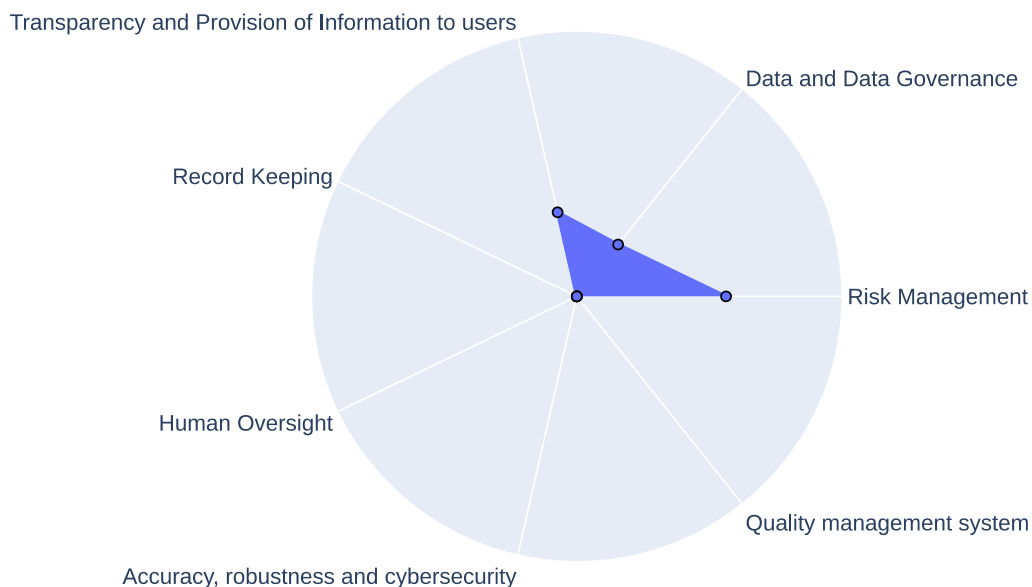 Transparency and Provision of Information to users
Data and Data Governance
Record Keeping
Risk Management
Human Oversight
Quality management system
Accuracy, robustness and cybersecurity